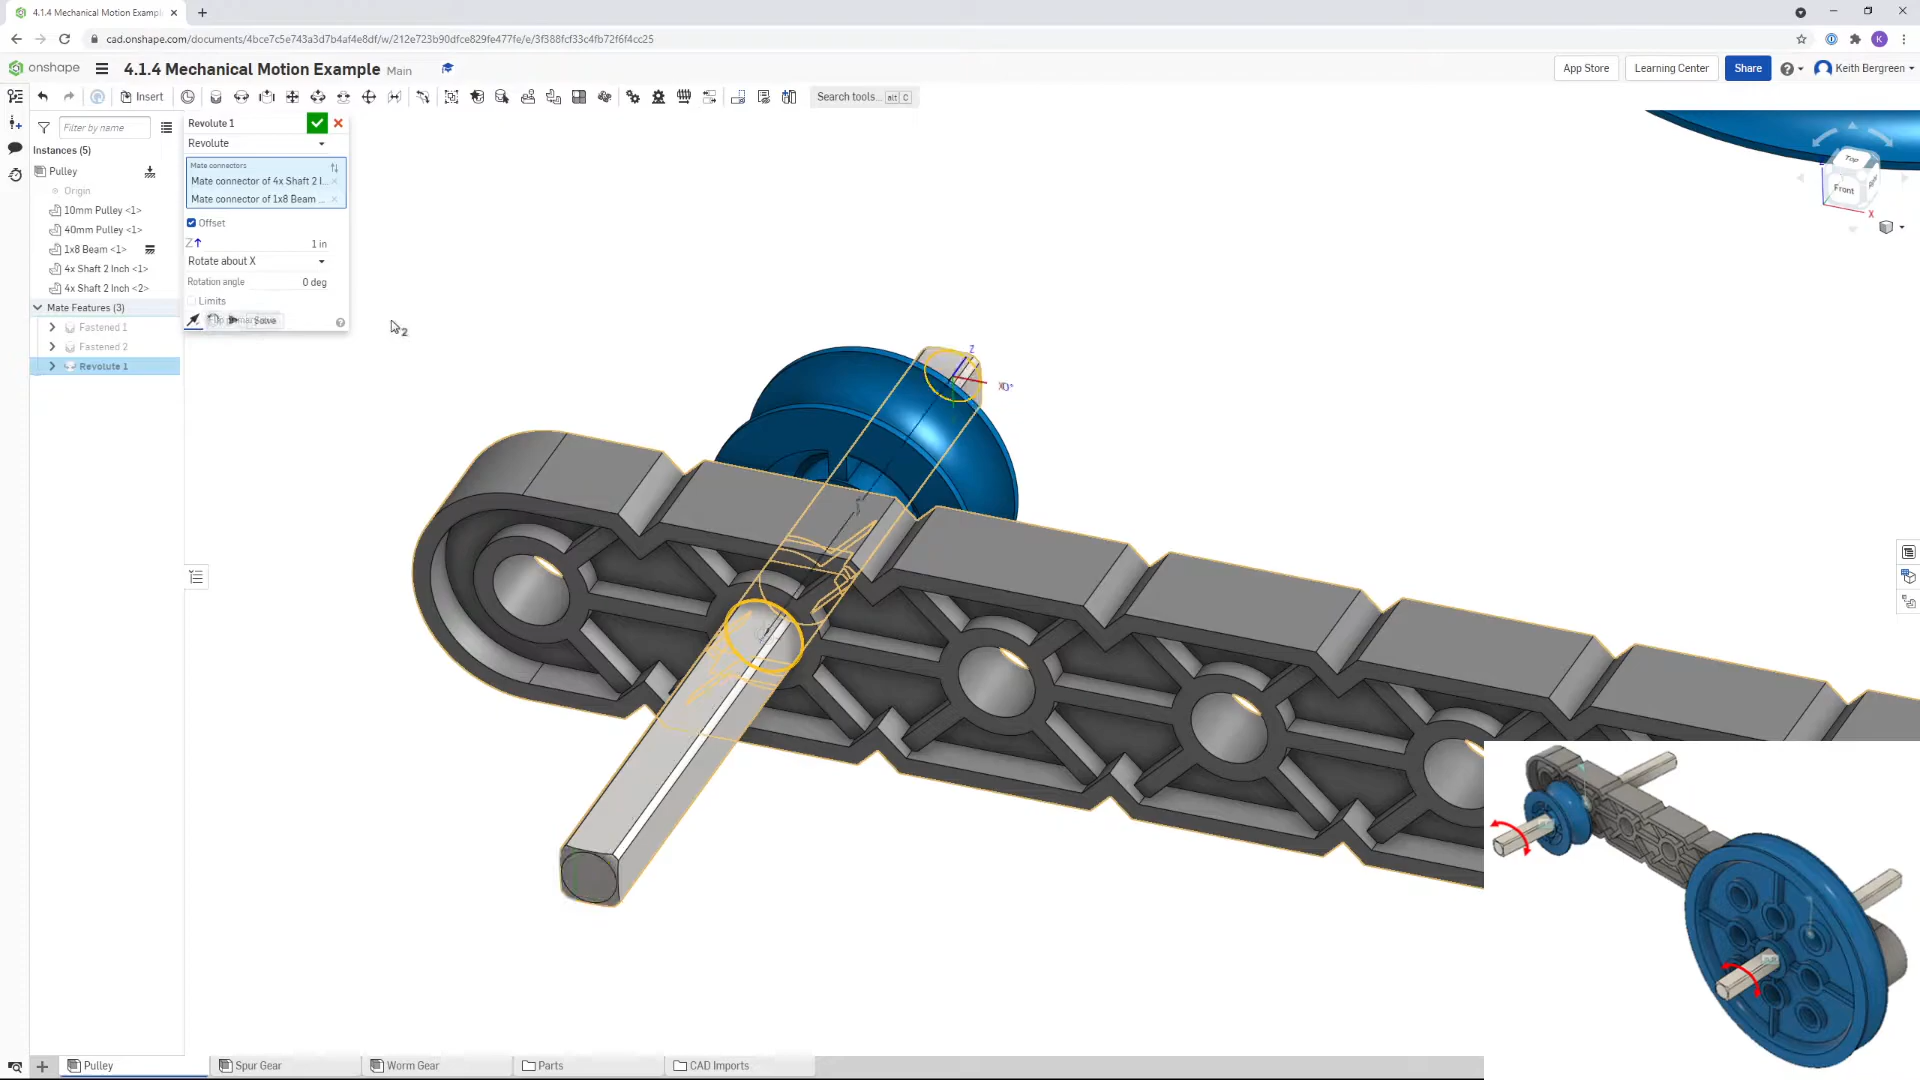 4.1.4 Mechanical Motion Exampl
cad.onshape.com/documents/4bce7c5e743a3d7b4af4e8df/w/212e723b90dfce829fe477fe/e/3f388fcf33c4fb72f6f4cc25
K
onshape
4.1.4 Mechanical Motion Example
Main
App Store
Learning Center
Share
Keith Bergreen
Insert
Search tools...
alt C
Filter by name
Instances (5)
Pulley
Origin
10mm Pulley <1>
40mm Pulley <1>
1x8 Beam <1>
4x Shaft 2 Inch <1>
4x Shaft 2 Inch <2>
Mate Features (3)
Fastened 1
Fastened 2
Revolute 1
Revolute 1
Revolute
Mate connectors
Mate connector of 4x Shaft 2 I...
Mate connector of 1x8 Beam ...
Offset
Z
1 in
Rotate about X
Rotation angle
0 deg
Limits
Solve
2
Z
0°
Top
Front
X
Pulley
Spur Gear
Worm Gear
Parts
CAD Imports